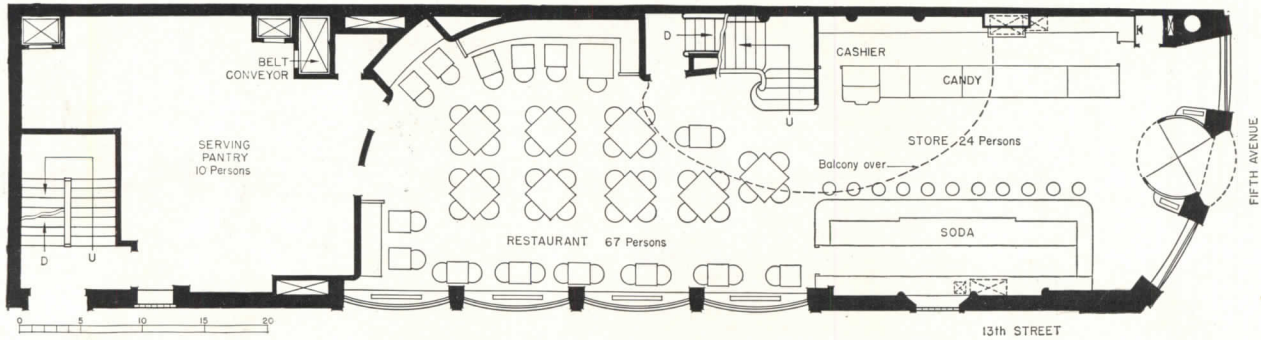 BELT
CONVEYOR
D
U
CASHIER
CANDY
SERVING
PANTRY
10 Persons
STORE 24 Persons
Balcony over
FIFTH AVENUE
RESTAURANT 67 Persons
SODA
D U
0 5 10 15 20
13th STREET